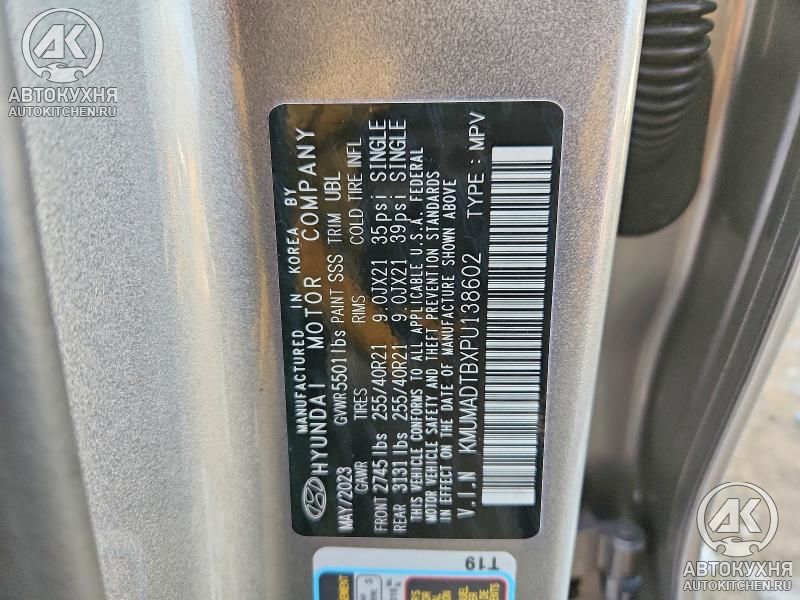 MANUFACTURED IN KOREA BY
HYUNDAI MOTOR COMPANY
MAY/2023 GVWR 5501lbs PAINT SSS TRIM UBL
GAWR TIRES RIMS COLD TIRE INFL
FRONT 2745 lbs 255/40R21 9.0JX21 35psi SINGLE
REAR 3131 lbs 255/40R21 9.0JX21 39psi SINGLE
THIS VEHICLE CONFORMS TO ALL APPLICABLE U.S.A. FEDERAL
MOTOR VEHICLE SAFETY AND THEFT PREVENTION STANDARDS
IN EFFECT ON THE DATE OF MANUFACTURE SHOWN ABOVE
V.I.N KMUMADTBXPU138602 TYPE : MPV
T19
АК
АВТОКУХНЯ
AUTOKITCHEN.RU
АК
АВТОКУХНЯ
AUTOKITCHEN.RU